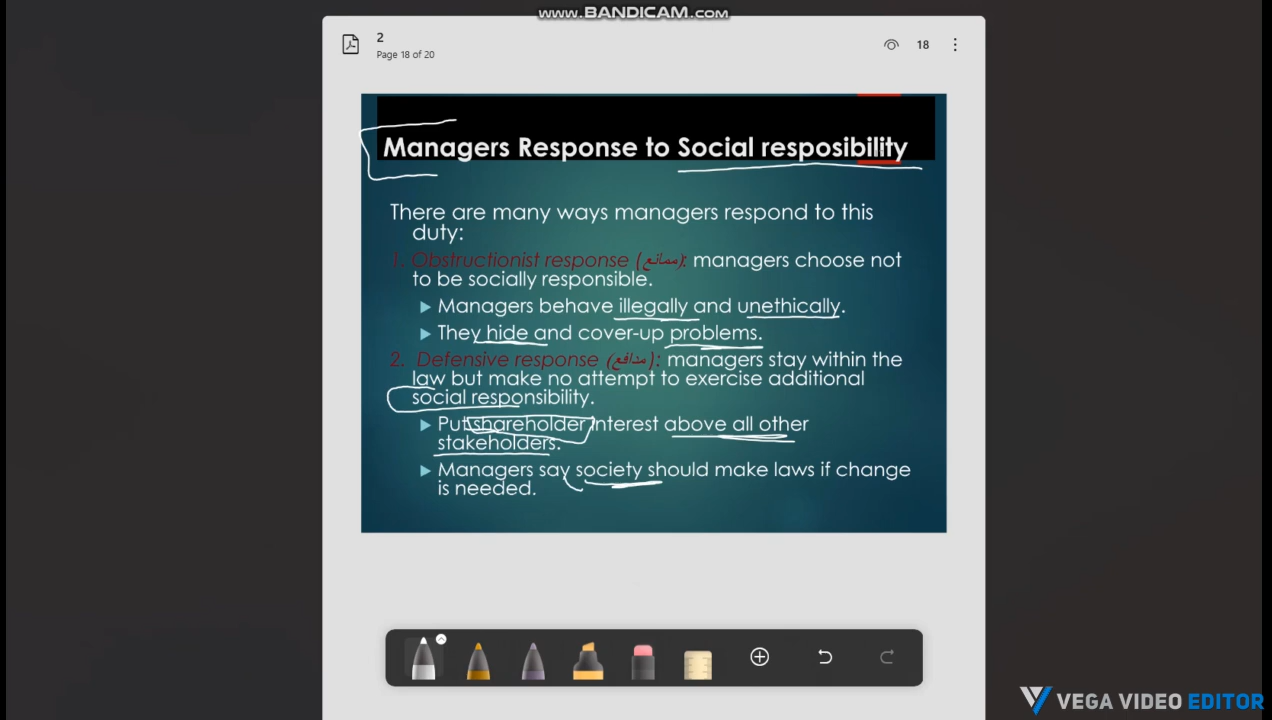 www.BANDICAM.com
2
Page 18 of 20
18
Managers Response to Social resposibility
There are many ways managers respond to this
duty:
1. Obstructionist response (ممانع): managers choose not
to be socially responsible.
Managers behave illegally and unethically.
They hide and cover-up problems.
2. Defensive response (مدافع): managers stay within the
law but make no attempt to exercise additional
social responsibility.
Put shareholder interest above all other
stakeholders.
Managers say society should make laws if change
is needed.
VEGA VIDEO EDITOR